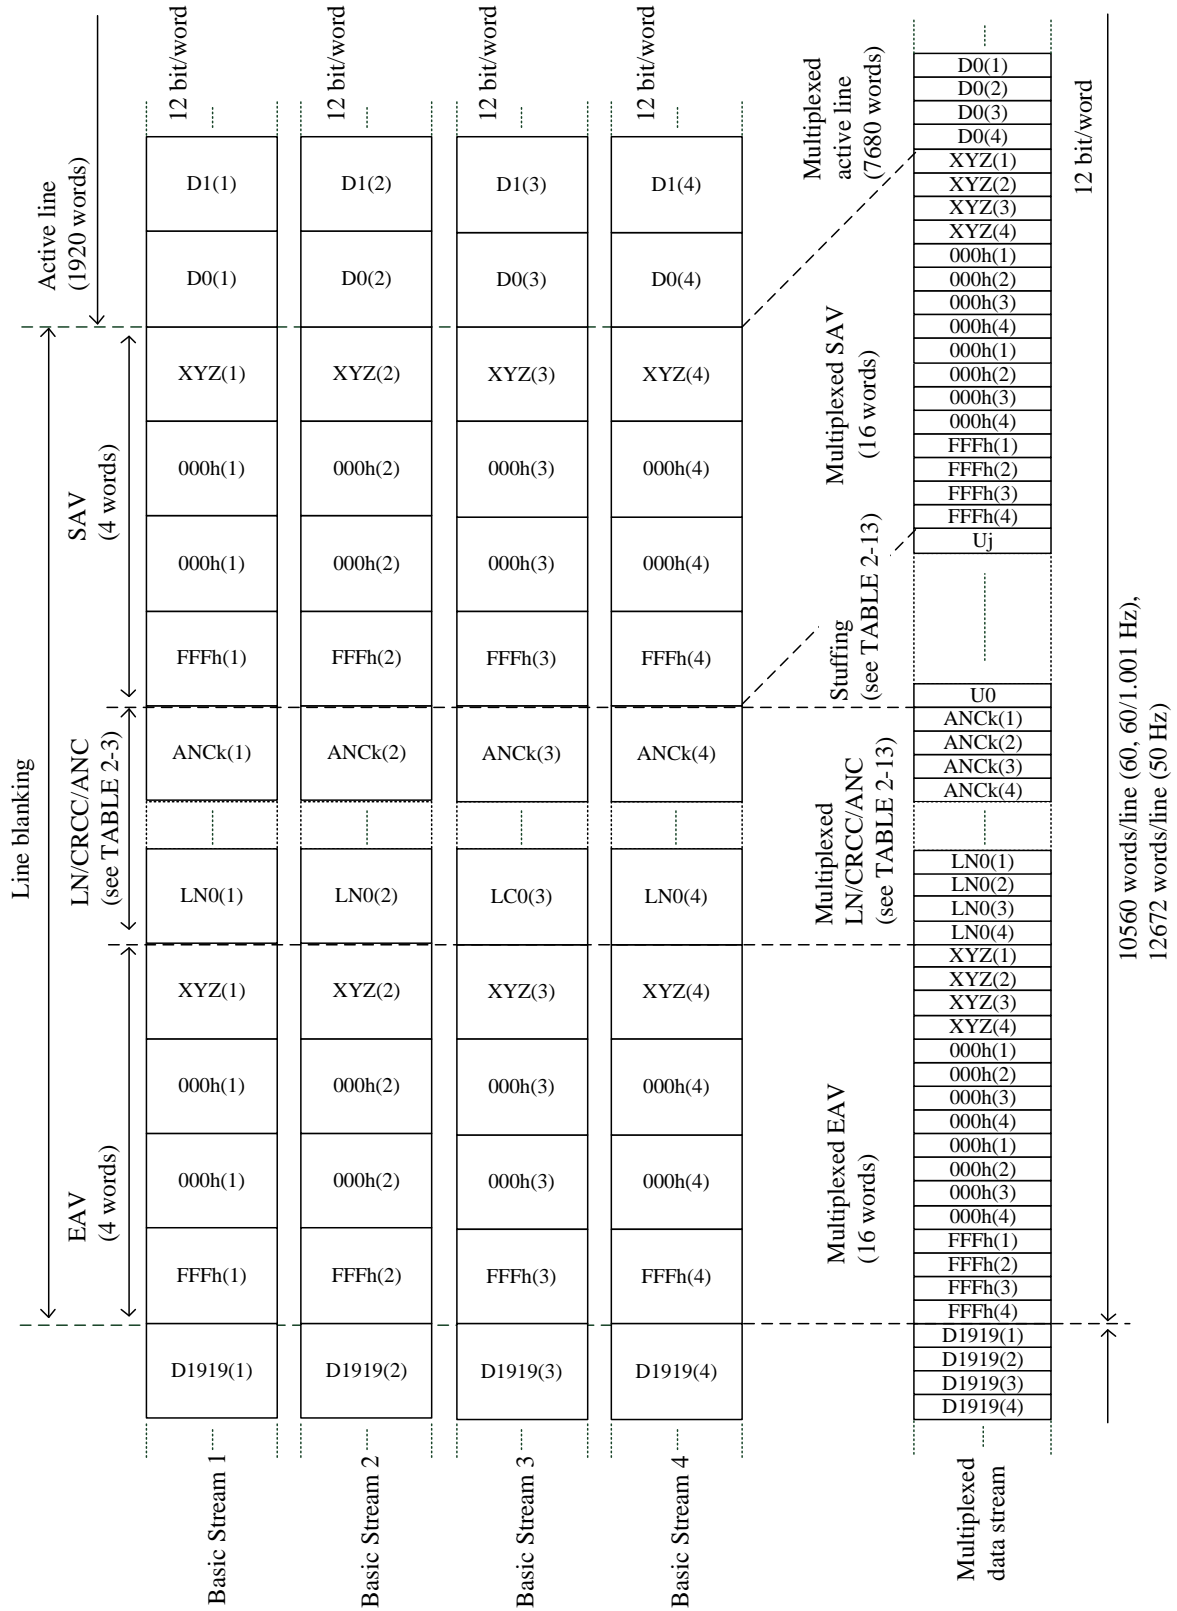 Line blanking
Active line
(1920 words)
SAV
(4 words)
LN/CRCC/ANC
(see TABLE 2-3)
EAV
(4 words)
12 bit/word
D1(1)
D0(1)
XYZ(1)
000h(1)
000h(1)
FFFh(1)
ANCk(1)
LN0(1)
XYZ(1)
000h(1)
000h(1)
FFFh(1)
D1919(1)
Basic Stream 1
12 bit/word
D1(2)
D0(2)
XYZ(2)
000h(2)
000h(2)
FFFh(2)
ANCk(2)
LN0(2)
XYZ(2)
000h(2)
000h(2)
FFFh(2)
D1919(2)
Basic Stream 2
12 bit/word
D1(3)
D0(3)
XYZ(3)
000h(3)
000h(3)
FFFh(3)
ANCk(3)
LC0(3)
XYZ(3)
000h(3)
000h(3)
FFFh(3)
D1919(3)
Basic Stream 3
12 bit/word
D1(4)
D0(4)
XYZ(4)
000h(4)
000h(4)
FFFh(4)
ANCk(4)
LN0(4)
XYZ(4)
000h(4)
000h(4)
FFFh(4)
D1919(4)
Basic Stream 4
Multiplexed
active line
(7680 words)
Multiplexed SAV
(16 words)
Stuffing
(see TABLE 2-13)
Multiplexed
LN/CRCC/ANC
(see TABLE 2-13)
Multiplexed EAV
(16 words)
D0(1)
D0(2)
D0(3)
D0(4)
XYZ(1)
XYZ(2)
XYZ(3)
XYZ(4)
000h(1)
000h(2)
000h(3)
000h(4)
000h(1)
000h(2)
000h(3)
000h(4)
FFFh(1)
FFFh(2)
FFFh(3)
FFFh(4)
Uj
U0
ANCk(1)
ANCk(2)
ANCk(3)
ANCk(4)
LN0(1)
LN0(2)
LN0(3)
LN0(4)
XYZ(1)
XYZ(2)
XYZ(3)
XYZ(4)
000h(1)
000h(2)
000h(3)
000h(4)
000h(1)
000h(2)
000h(3)
000h(4)
FFFh(1)
FFFh(2)
FFFh(3)
FFFh(4)
D1919(1)
D1919(2)
D1919(3)
D1919(4)
Multiplexed
data stream
12 bit/word
10560 words/line (60, 60/1.001 Hz),
12672 words/line (50 Hz)